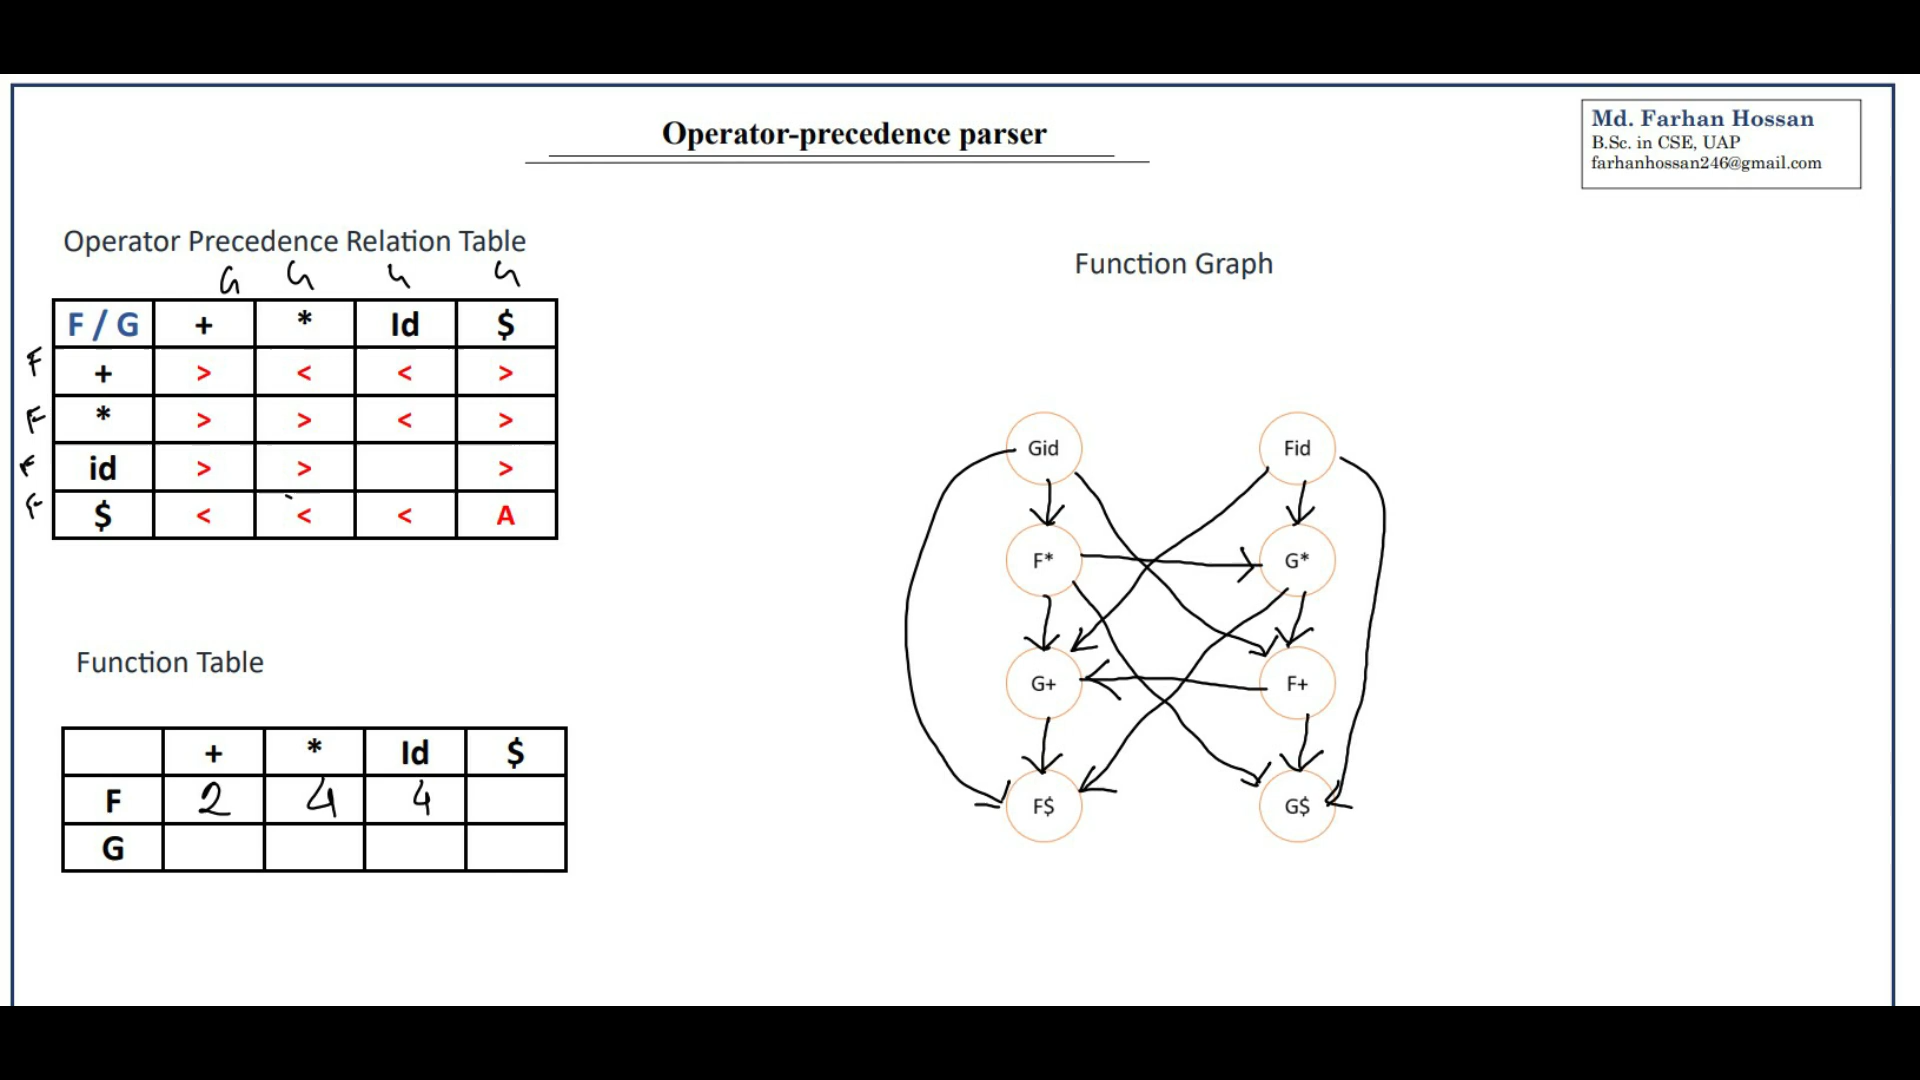 Operator-precedence parser
Md. Farhan Hossan
B.Sc. in CSE, UAP
farhanhossan246@gmail.com
Operator Precedence Relation Table
G G G G
F / G + * Id $
F + > < < >
F * > > < >
F id > > >
F $ < < < A
Function Table
+ * Id $
F 2 4 4
G
Function Graph
Gid Fid
F* G*
G+ F+
F$ G$